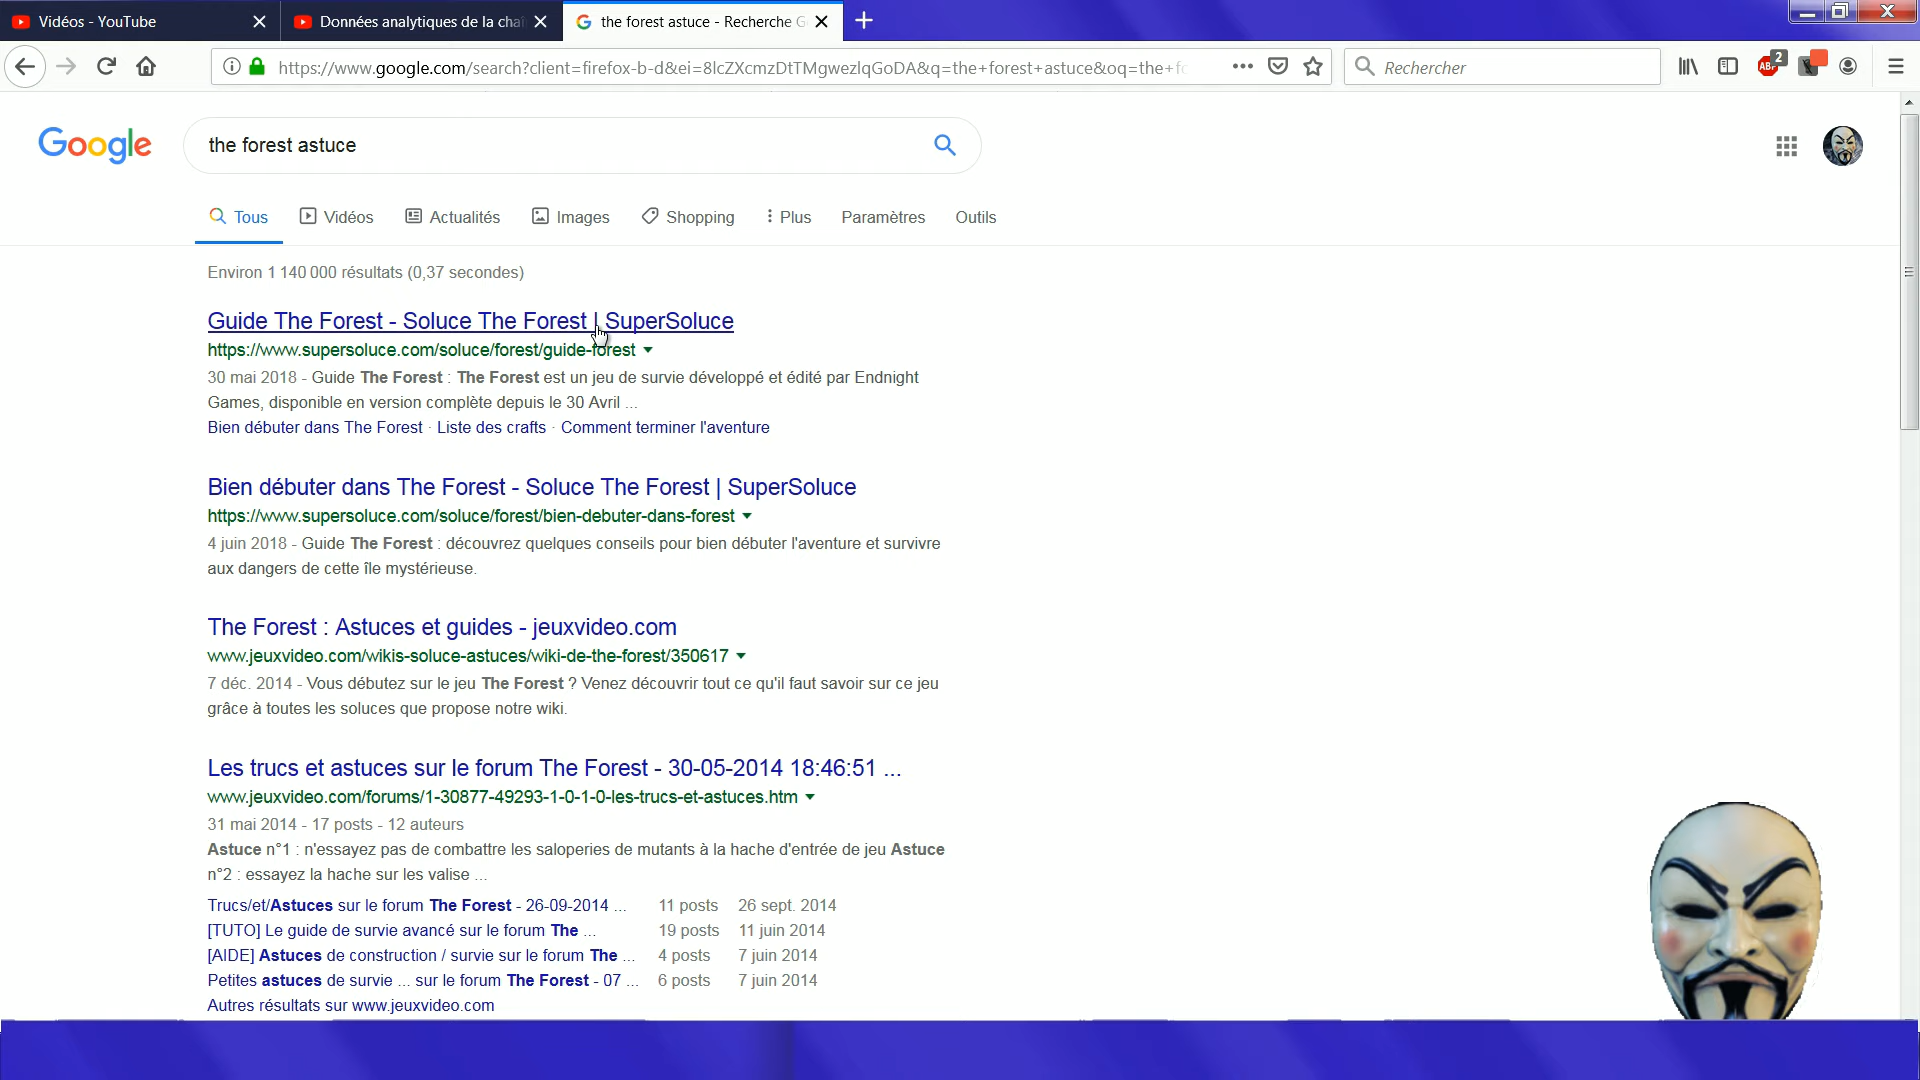 Vidéos - YouTube
Données analytiques de la chaî
the forest astuce - Recherche G
https://www.google.com/search?client=firefox-b-d&ei=8lcZXcmzDtTMgwezlqGoDA&q=the+forest+astuce&oq=the+fo
Rechercher
ABP
2
Google
the forest astuce
Tous
Vidéos
Actualités
Images
Shopping
Plus
Paramètres
Outils
Environ 1 140 000 résultats (0,37 secondes)
Guide The Forest - Soluce The Forest | SuperSoluce
https://www.supersoluce.com/soluce/forest/guide-forest
30 mai 2018 - Guide The Forest : The Forest est un jeu de survie développé et édité par Endnight
Games, disponible en version complète depuis le 30 Avril ...
Bien débuter dans The Forest · Liste des crafts · Comment terminer l'aventure
Bien débuter dans The Forest - Soluce The Forest | SuperSoluce
https://www.supersoluce.com/soluce/forest/bien-debuter-dans-forest
4 juin 2018 - Guide The Forest : découvrez quelques conseils pour bien débuter l'aventure et survivre
aux dangers de cette île mystérieuse.
The Forest : Astuces et guides - jeuxvideo.com
www.jeuxvideo.com/wikis-soluce-astuces/wiki-de-the-forest/350617
7 déc. 2014 - Vous débutez sur le jeu The Forest ? Venez découvrir tout ce qu'il faut savoir sur ce jeu
grâce à toutes les soluces que propose notre wiki.
Les trucs et astuces sur le forum The Forest - 30-05-2014 18:46:51 ...
www.jeuxvideo.com/forums/1-30877-49293-1-0-1-0-les-trucs-et-astuces.htm
31 mai 2014 - 17 posts - 12 auteurs
Astuce n°1 : n'essayez pas de combattre les saloperies de mutants à la hache d'entrée de jeu Astuce
n°2 : essayez la hache sur les valise ...
Trucs/et/Astuces sur le forum The Forest - 26-09-2014 ... 11 posts 26 sept. 2014
[TUTO] Le guide de survie avancé sur le forum The ... 19 posts 11 juin 2014
[AIDE] Astuces de construction / survie sur le forum The ... 4 posts 7 juin 2014
Petites astuces de survie ... sur le forum The Forest - 07 ... 6 posts 7 juin 2014
Autres résultats sur www.jeuxvideo.com